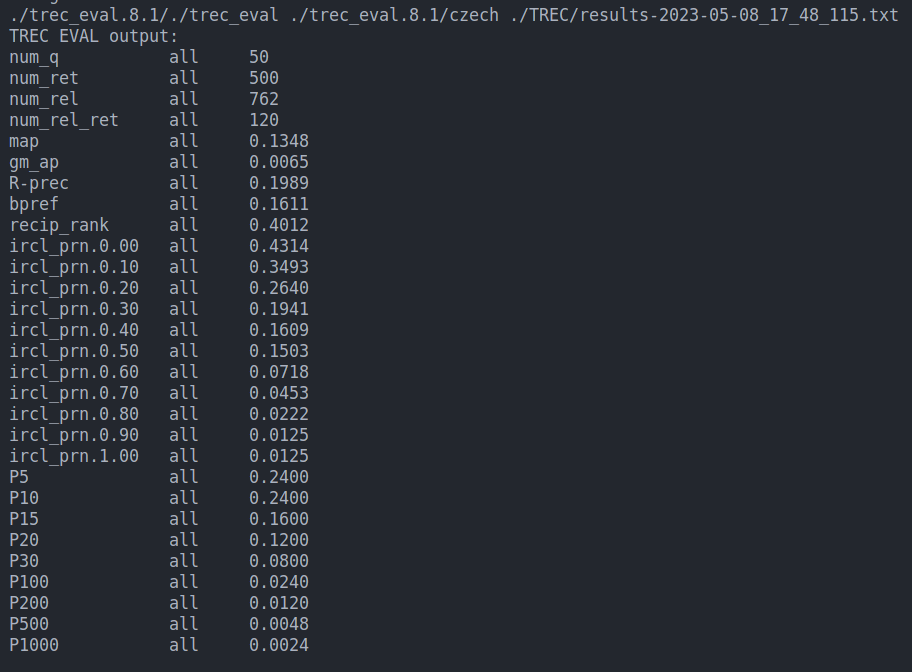 ./trec_eval.8.1/./trec_eval ./trec_eval.8.1/czech ./TREC/results-2023-05-08_17_48_115.txt
TREC EVAL output:
num_q all 50
num_ret all 500
num_rel all 762
num_rel_ret all 120
map all 0.1348
gm_ap all 0.0065
R-prec all 0.1989
bpref all 0.1611
recip_rank all 0.4012
ircl_prn.0.00 all 0.4314
ircl_prn.0.10 all 0.3493
ircl_prn.0.20 all 0.2640
ircl_prn.0.30 all 0.1941
ircl_prn.0.40 all 0.1609
ircl_prn.0.50 all 0.1503
ircl_prn.0.60 all 0.0718
ircl_prn.0.70 all 0.0453
ircl_prn.0.80 all 0.0222
ircl_prn.0.90 all 0.0125
ircl_prn.1.00 all 0.0125
P5 all 0.2400
P10 all 0.2400
P15 all 0.1600
P20 all 0.1200
P30 all 0.0800
P100 all 0.0240
P200 all 0.0120
P500 all 0.0048
P1000 all 0.0024